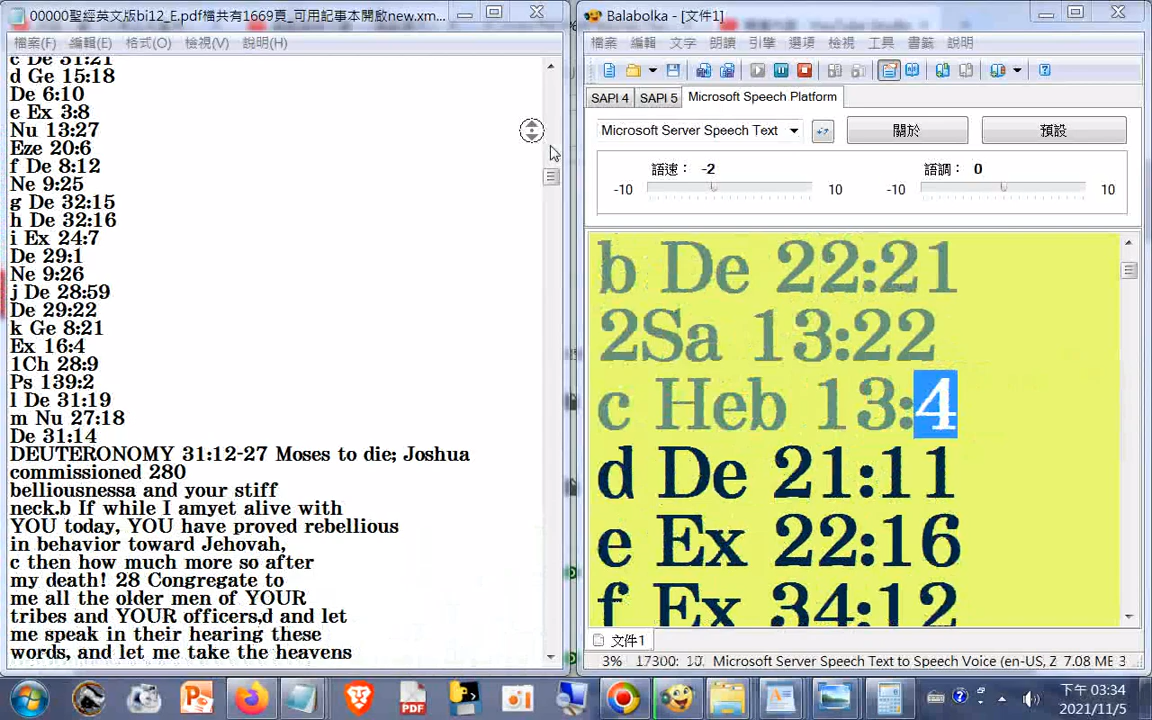 00000聖經英文版bi12_E.pdf檔共有1669頁_可用記事本開啟new.xm...
檔案(F) 編輯(E) 格式(O) 檢視(V) 說明(H)
c De 31:21
d Ge 15:18
De 6:10
e Ex 3:8
Nu 13:27
Eze 20:6
f De 8:12
Ne 9:25
g De 32:15
h De 32:16
i Ex 24:7
De 29:1
Ne 9:26
j De 28:59
De 29:22
k Ge 8:21
Ex 16:4
1Ch 28:9
Ps 139:2
l De 31:19
m Nu 27:18
De 31:14
DEUTERONOMY 31:12-27 Moses to die; Joshua
commissioned 280
belliousnessa and your stiff
neck.b If while I amyet alive with
YOU today, YOU have proved rebellious
in behavior toward Jehovah,
c then how much more so after
my death! 28 Congregate to
me all the older men of YOUR
tribes and YOUR officers,d and let
me speak in their hearing these
words, and let me take the heavens
Balabolka - [文件1]
檔案 編輯 文字 朗讀 引擎 選項 檢視 工具 書籤 說明
SAPI 4 SAPI 5 Microsoft Speech Platform
Microsoft Server Speech Text 關於 預設
語速： -2 語調： 0
-10 10 -10 10
b De 22:21
2Sa 13:22
c Heb 13:4
d De 21:11
e Ex 22:16
f Ex 34:12
文件1
3% 17300: 10. Microsoft Server Speech Text to Speech Voice (en-US, Z 7.08 ME 3
下午 03:34
2021/11/5